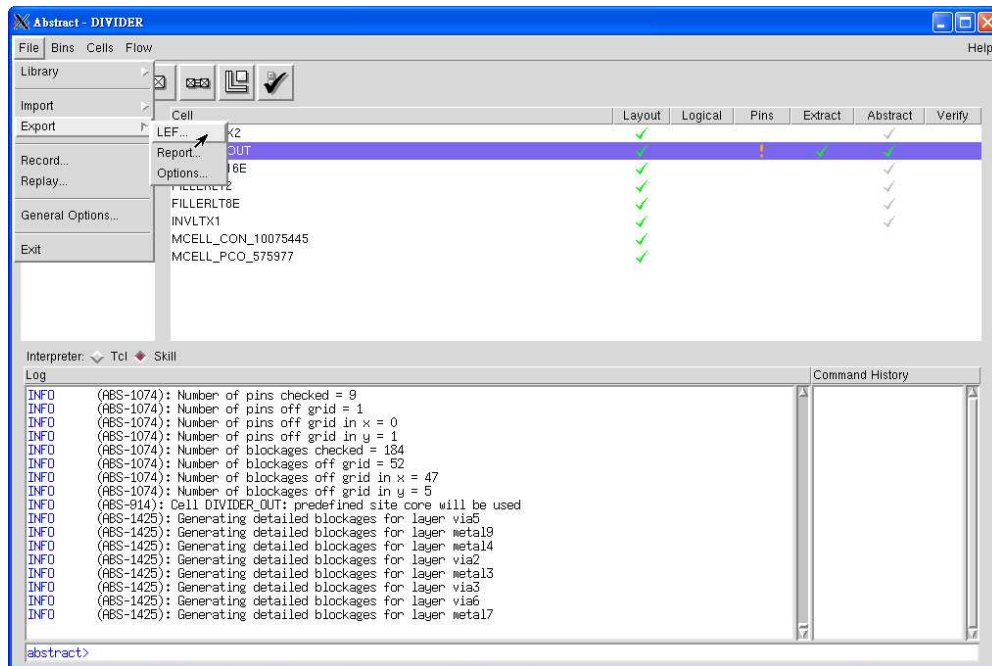 Abstract - DIVIDER
File Bins Cells Flow Help
Library
Import
Export
Record...
Replay...
General Options...
Exit
LEF...
Report...
Options...
Cell Layout Logical Pins Extract Abstract Verify
X2
OUT
16E
FILLERLT2
FILLERLT8E
INVLTX1
MCELL_CON_10075445
MCELL_PCO_575977
Interpreter: Tcl Skill
Log Command History
INFO (ABS-1074): Number of pins checked = 9
INFO (ABS-1074): Number of pins off grid = 1
INFO (ABS-1074): Number of pins off grid in x = 0
INFO (ABS-1074): Number of pins off grid in y = 1
INFO (ABS-1074): Number of blockages checked = 184
INFO (ABS-1074): Number of blockages off grid = 52
INFO (ABS-1074): Number of blockages off grid in x = 47
INFO (ABS-1074): Number of blockages off grid in y = 5
INFO (ABS-914): Cell DIVIDER_OUT: predefined site core will be used
INFO (ABS-1425): Generating detailed blockages for layer via5
INFO (ABS-1425): Generating detailed blockages for layer metal9
INFO (ABS-1425): Generating detailed blockages for layer metal4
INFO (ABS-1425): Generating detailed blockages for layer via2
INFO (ABS-1425): Generating detailed blockages for layer metal3
INFO (ABS-1425): Generating detailed blockages for layer via3
INFO (ABS-1425): Generating detailed blockages for layer via6
INFO (ABS-1425): Generating detailed blockages for layer metal7
abstract>